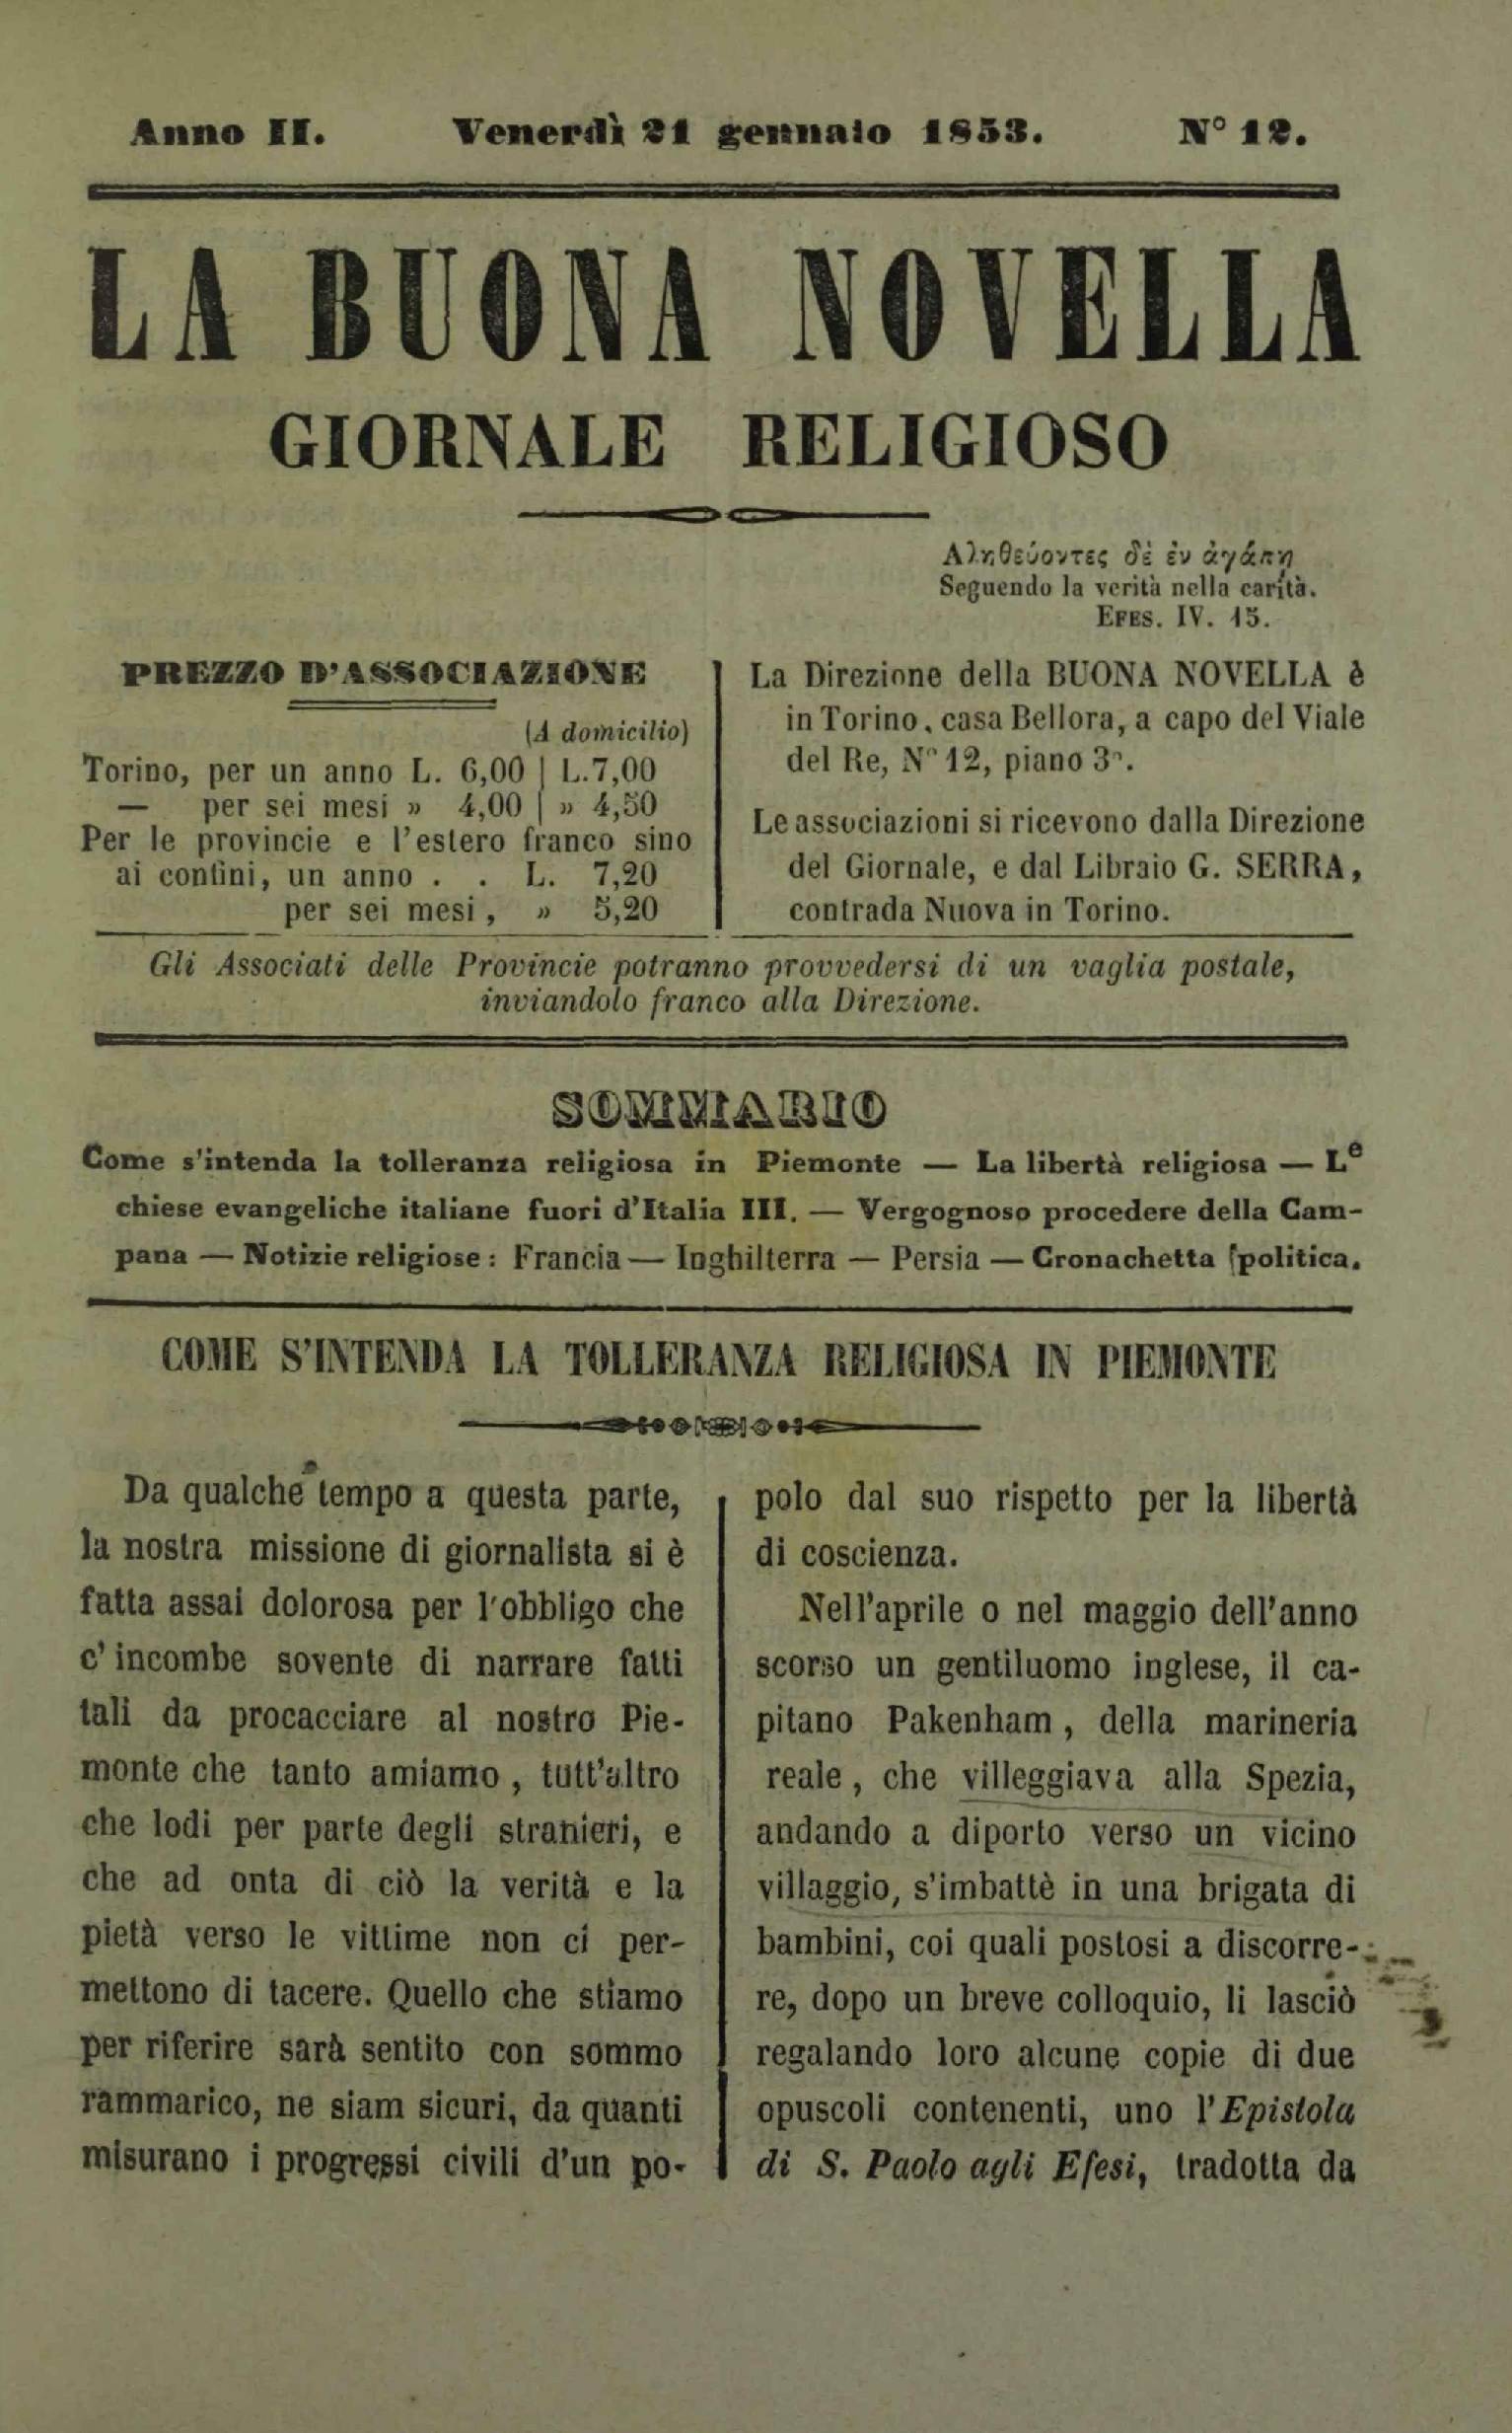 Anno II. Venerdì 21 gennaio 1853. N° 12.
LA BUONA NOVELLA
GIORNALE RELIGIOSO
Αληθεύοντες δὲ ἐν ἀγάπη
Seguendo la verità nella carità.
EFES. IV. 15.
PREZZO D'ASSOCIAZIONE
(A domicilio)
Torino, per un anno L. 6,00 | L.7,00
— per sei mesi » 4,00 | » 4,50
Per le provincie e l'estero franco sino
ai confini, un anno . . L. 7,20
per sei mesi, » 5,20
La Direzione della BUONA NOVELLA è
in Torino, casa Bellora, a capo del Viale
del Re, N° 12, piano 3°.
Le associazioni si ricevono dalla Direzione
del Giornale, e dal Libraio G. SERRA,
contrada Nuova in Torino.
Gli Associati delle Provincie potranno provvedersi di un vaglia postale,
inviandolo franco alla Direzione.
SOMMARIO
Come s'intenda la tolleranza religiosa in Piemonte — La libertà religiosa — Le
chiese evangeliche italiane fuori d'Italia III. — Vergognoso procedere della Cam-
pana — Notizie religiose: Francia — Inghilterra — Persia — Cronachetta politica.
COME S'INTENDA LA TOLLERANZA RELIGIOSA IN PIEMONTE
Da qualche tempo a questa parte,
la nostra missione di giornalista si è
fatta assai dolorosa per l'obbligo che
c'incombe sovente di narrare fatti
tali da procacciare al nostro Pie-
monte che tanto amiamo, tutt'altro
che lodi per parte degli stranieri, e
che ad onta di ciò la verità e la
pietà verso le vittime non ci per-
mettono di tacere. Quello che stiamo
per riferire sarà sentito con sommo
rammarico, ne siam sicuri, da quanti
misurano i progressi civili d'un po-
polo dal suo rispetto per la libertà
di coscienza.
Nell'aprile o nel maggio dell'anno
scorso un gentiluomo inglese, il ca-
pitano Pakenham, della marineria
reale, che villeggiava alla Spezia,
andando a diporto verso un vicino
villaggio, s'imbattè in una brigata di
bambini, coi quali postosi a discorre-
re, dopo un breve colloquio, li lasciò
regalando loro alcune copie di due
opuscoli contenenti, uno l'Epistola
di S. Paolo agli Efesi, tradotta da